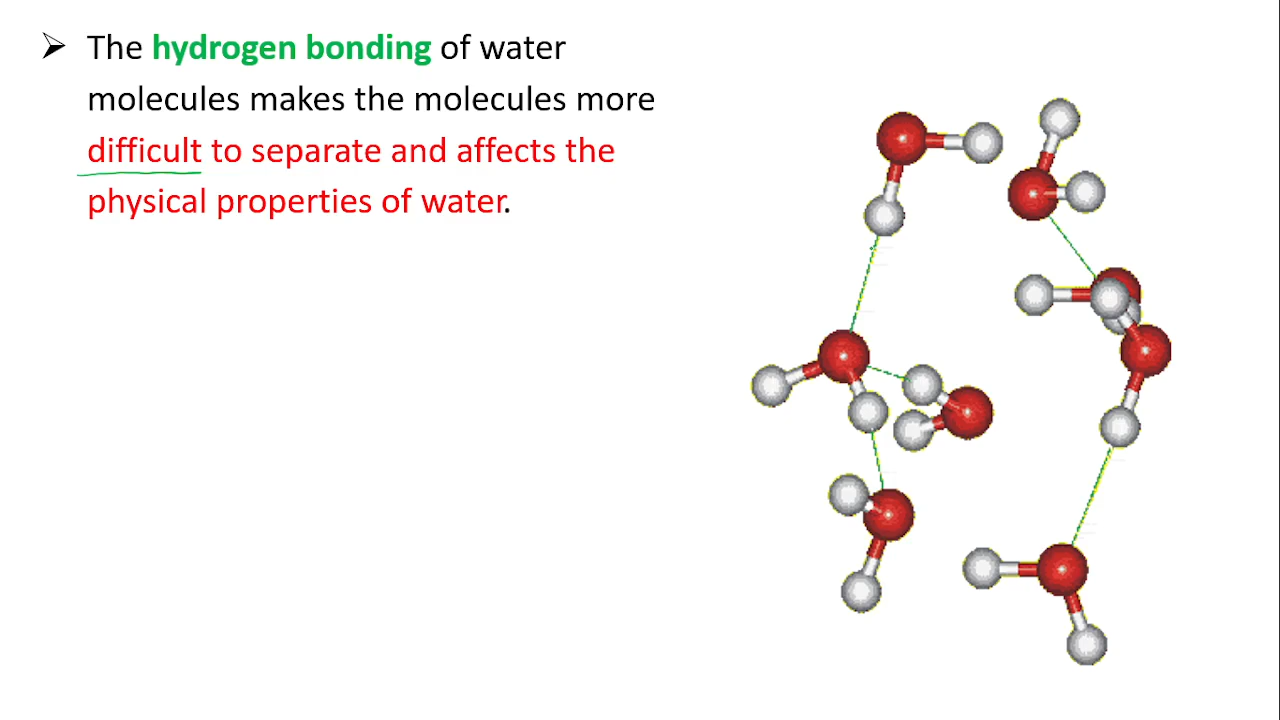 The hydrogen bonding of water
molecules makes the molecules more
difficult to separate and affects the
physical properties of water.